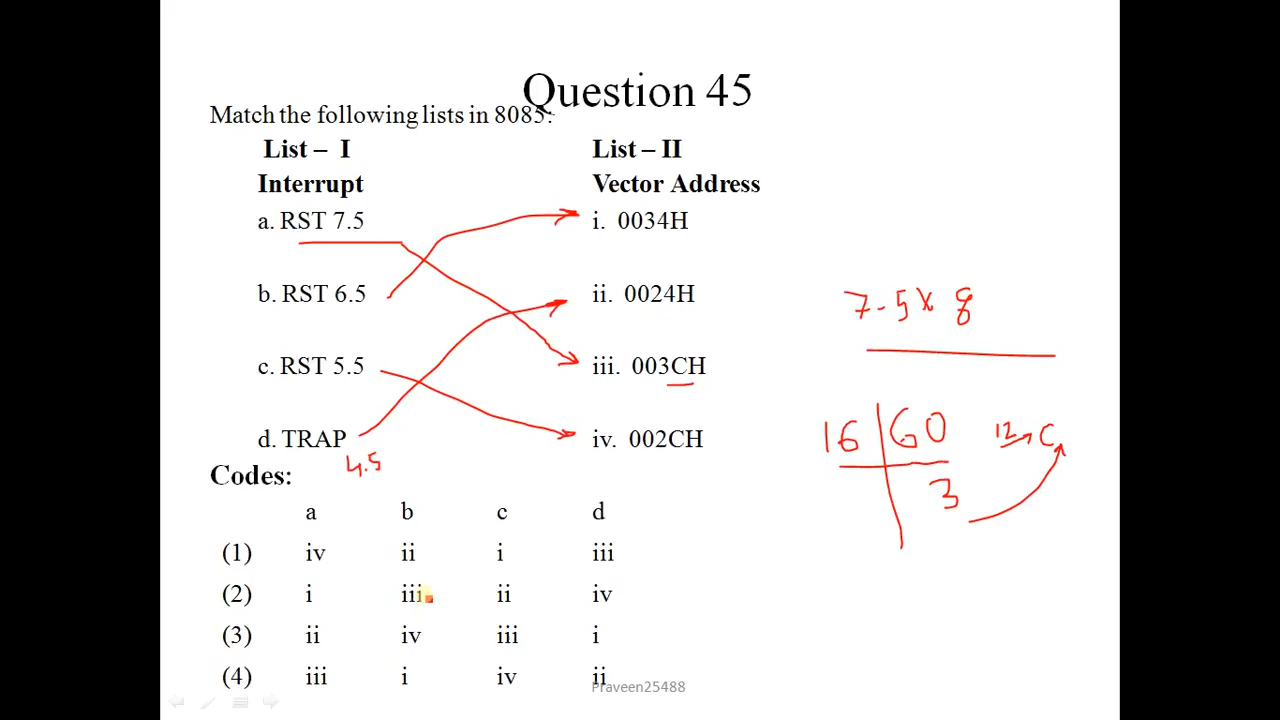 Question 45
Match the following lists in 8085:
List – I List – II
Interrupt Vector Address
a. RST 7.5 i. 0034H
b. RST 6.5 ii. 0024H
7.5 x 8
c. RST 5.5 iii. 003CH
d. TRAP iv. 002CH
16 60 12 → C
4.5
Codes:
3
a b c d
(1) iv ii i iii
(2) i iii ii iv
(3) ii iv iii i
(4) iii i iv ii
Praveen25488